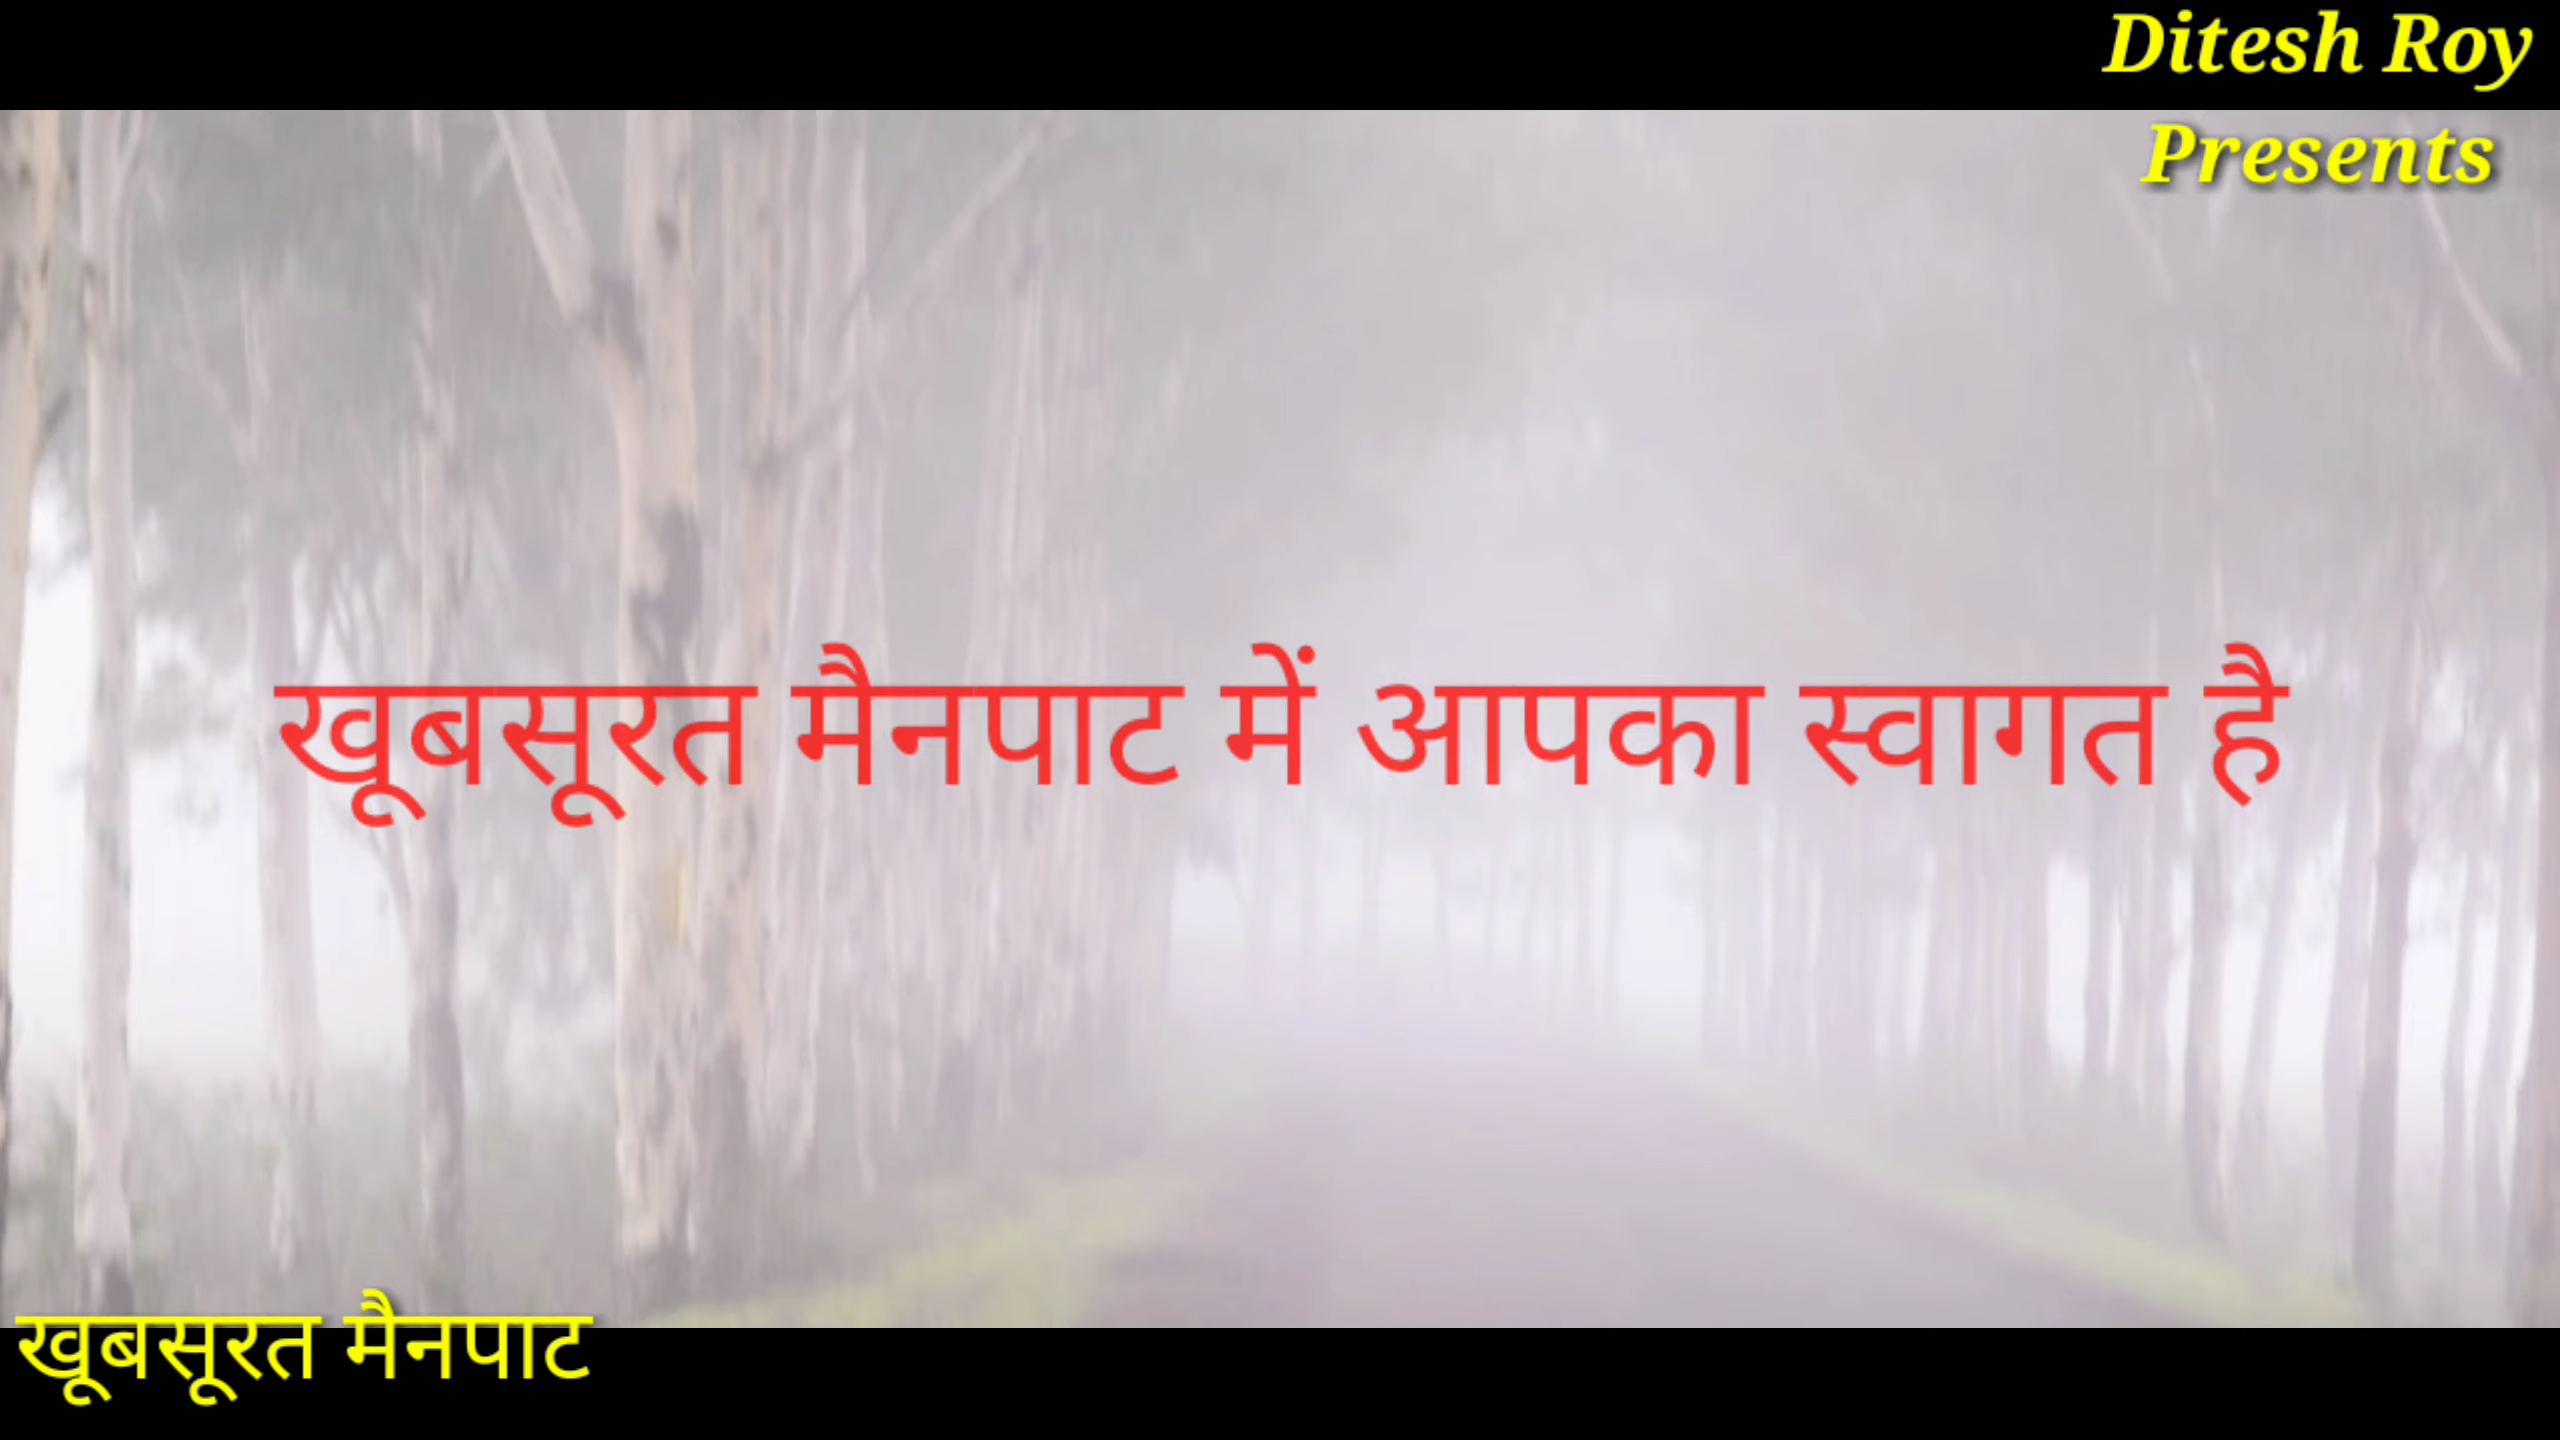 Ditesh Roy
Presents
खूबसूरत मैनपाट में आपका स्वागत है
खूबसूरत मैनपाट